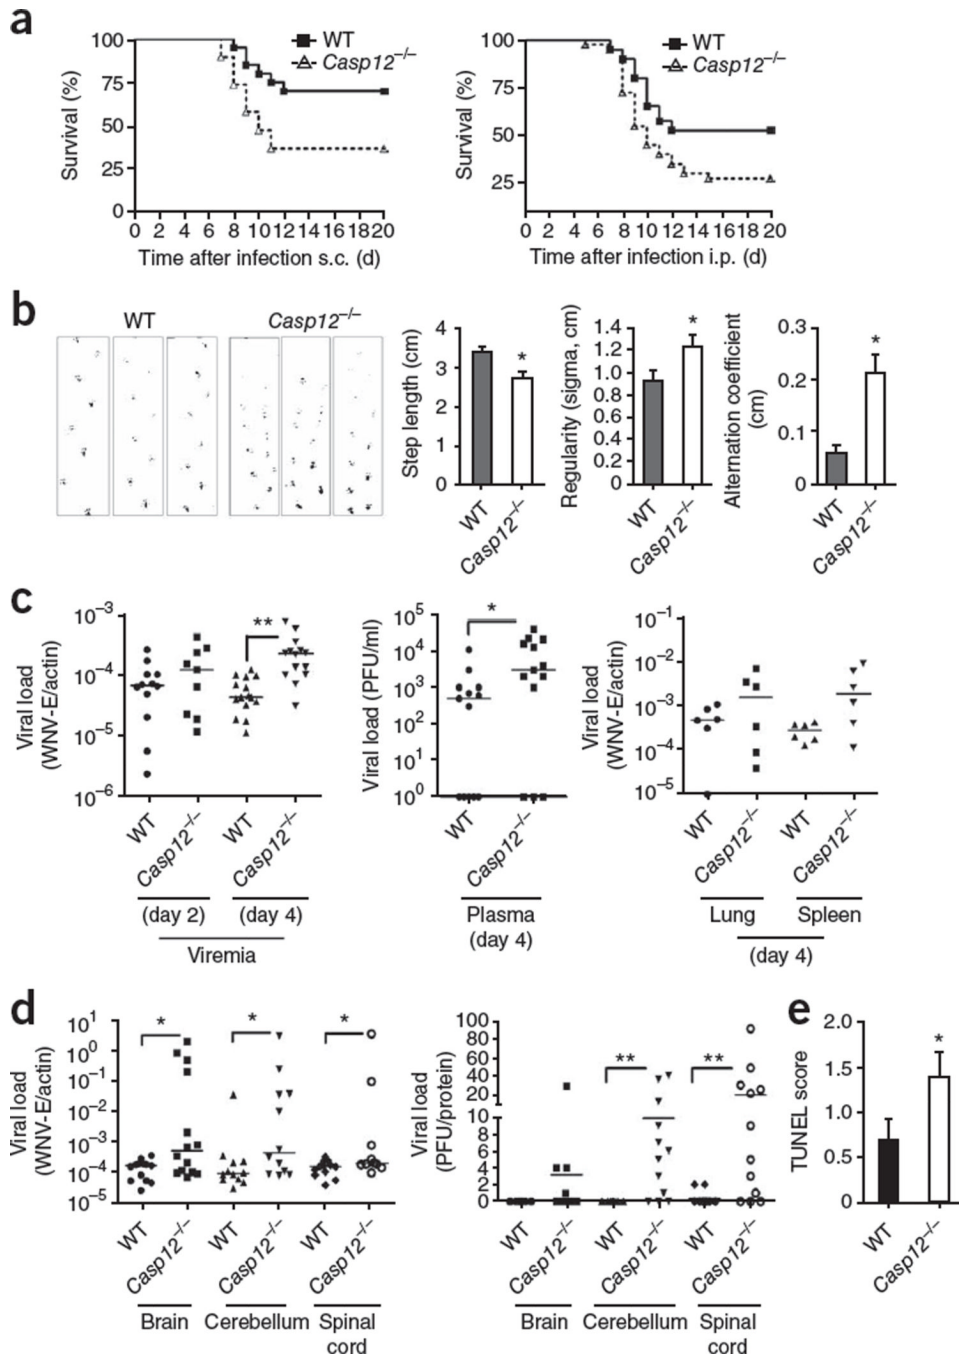 a
WT
Casp12–/–
Survival (%)
100
75
50
25
0
0 2 4 6 8 10 12 14 16 18 20
Time after infection s.c. (d)
WT
Casp12–/–
Survival (%)
100
75
50
25
0 2 4 6 8 10 12 14 16 18 20
Time after infection i.p. (d)
b
WT
Casp12–/–
Step length (cm)
4
3
2
1
0
*
WT
Casp12–/–
Regularity (sigma, cm)
1.4
1.2
1.0
0.8
0.6
0.4
0.2
0
*
WT
Casp12–/–
Alternation coefficient
(cm)
0.3
0.2
0.1
0
*
WT
Casp12–/–
c
Viral load
(WNV-E/actin)
10–3
10–4
10–5
10–6
**
WT
Casp12–/–
WT
Casp12–/–
(day 2)
(day 4)
Viremia
Viral load (PFU/ml)
105
104
103
102
101
100
*
WT
Casp12–/–
Plasma
(day 4)
Viral load
(WNV-E/actin)
10–1
10–2
10–3
10–4
10–5
WT
Casp12–/–
WT
Casp12–/–
Lung
Spleen
(day 4)
d
Viral load
(WNV-E/actin)
101
100
10–1
10–2
10–3
10–4
10–5
*
*
*
WT
Casp12–/–
WT
Casp12–/–
WT
Casp12–/–
Brain
Cerebellum
Spinal
cord
Viral load
(PFU/protein)
100
80
60
40
20
10
8
6
4
2
0
**
**
WT
Casp12–/–
WT
Casp12–/–
WT
Casp12–/–
Brain
Cerebellum
Spinal
cord
e
TUNEL score
2.0
1.5
1.0
0.5
0
*
WT
Casp12–/–